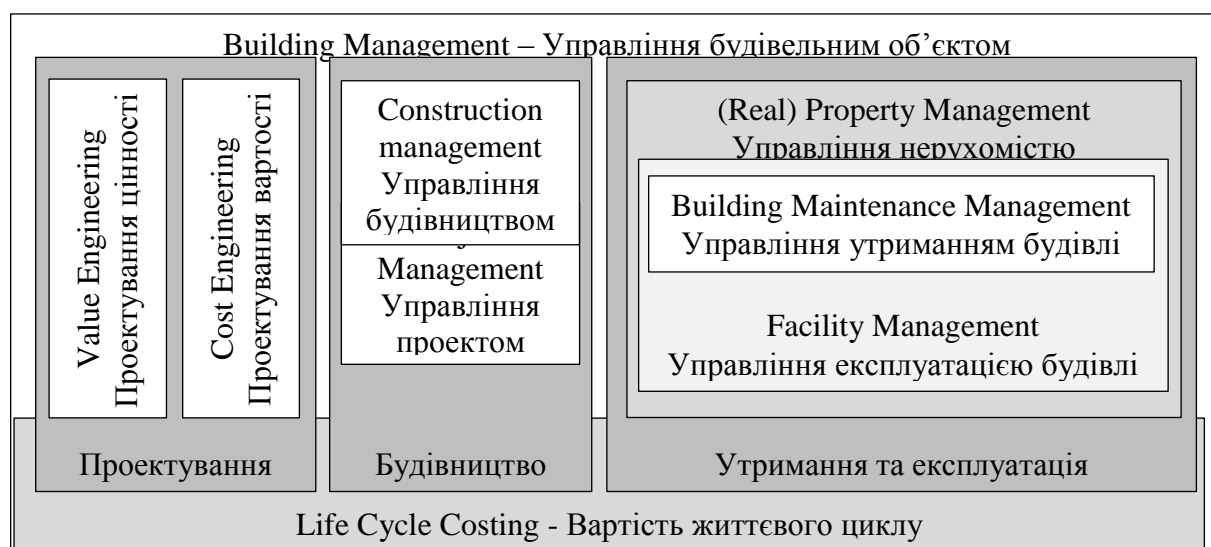 Building Management – Управління будівельним об’єктом
Value Engineering
Проектування цінності
Cost Engineering
Проектування вартості
Construction
management
Управління
будівництвом
Management
Управління
проектом
(Real) Property Management
Управління нерухомістю
Building Maintenance Management
Управління утриманням будівлі
Facility Management
Управління експлуатацією будівлі
Проектування
Будівництво
Утримання та експлуатація
Life Cycle Costing - Вартість життєвого циклу